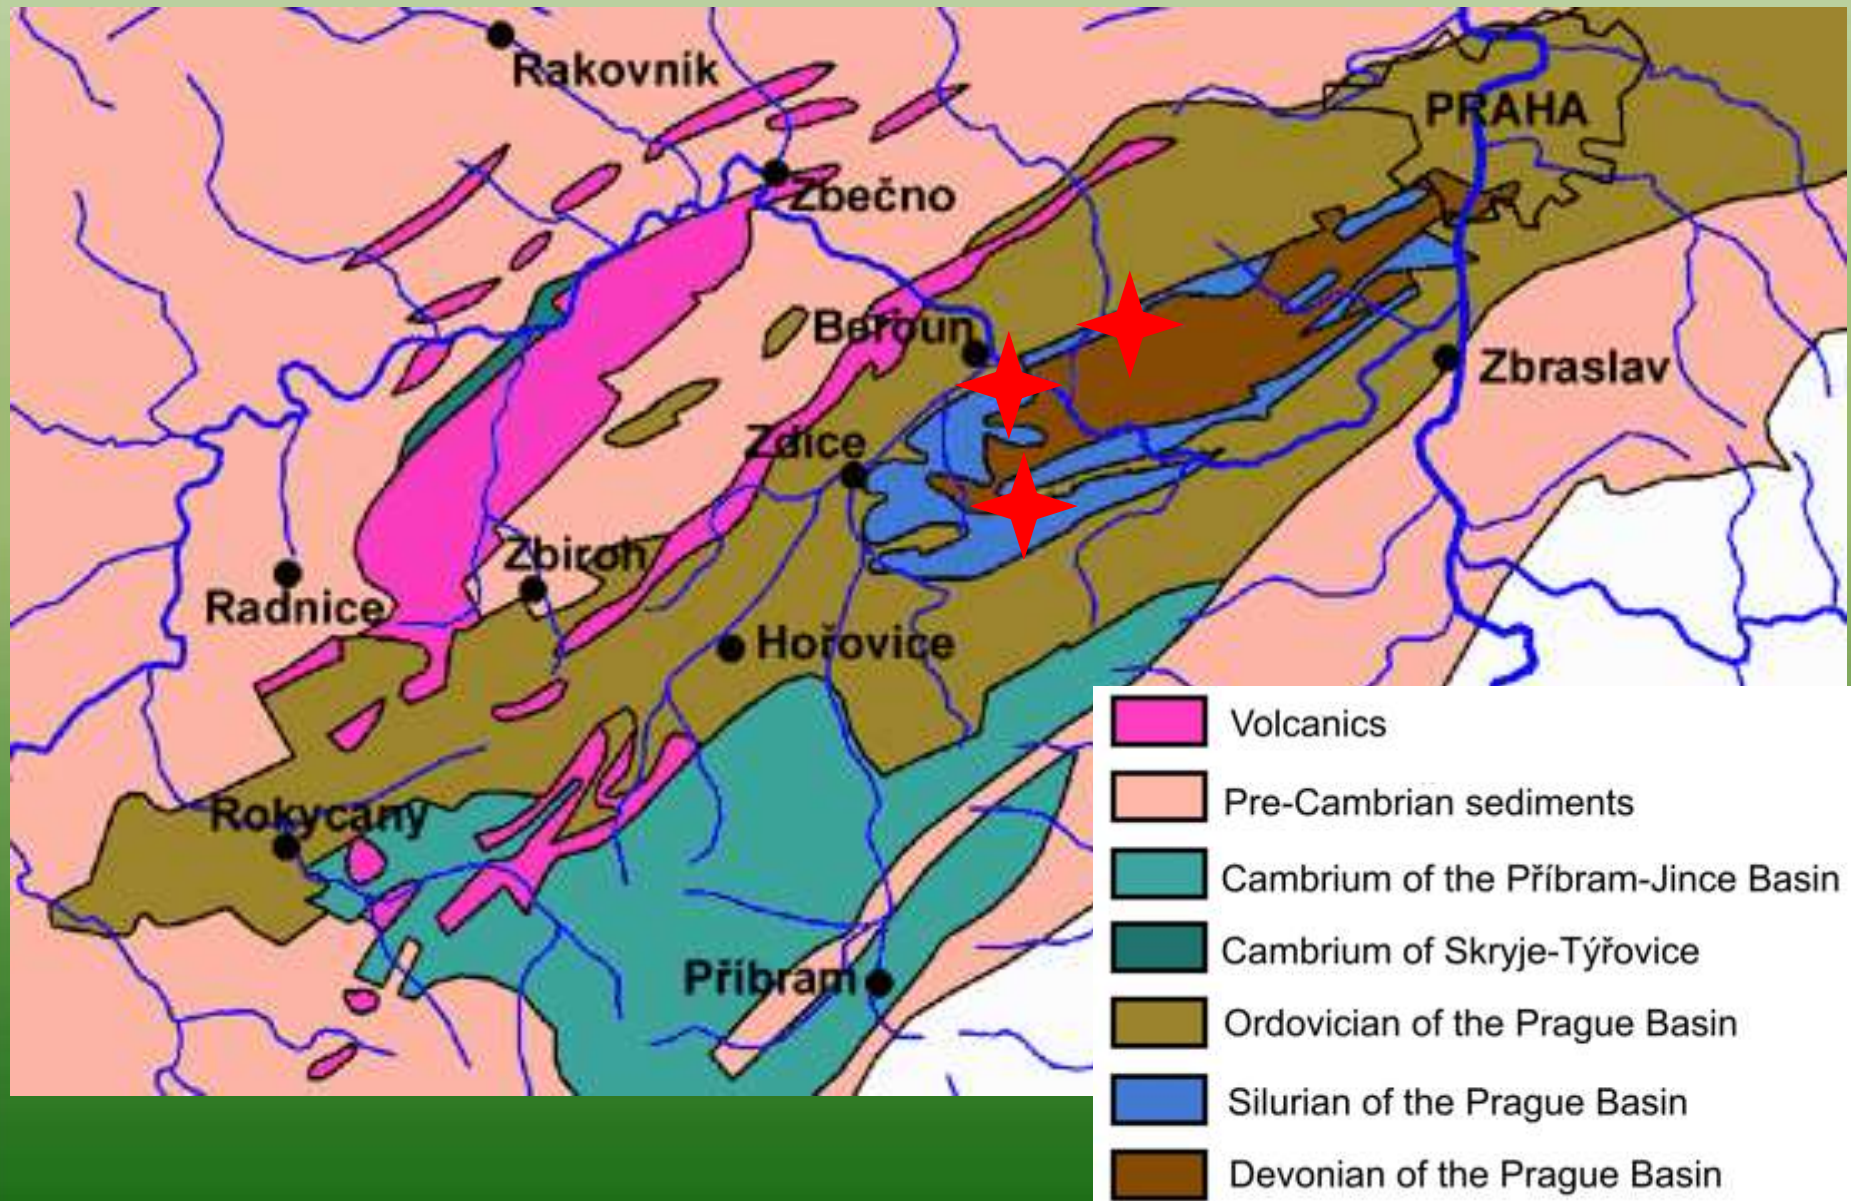 Rakovník
PRAHA
Zbečno
Beroun
Zbraslav
Zdice
Zbiroh
Radnice
Hořovice
Rokycany
Příbram
Volcanics
Pre-Cambrian sediments
Cambrium of the Příbram-Jince Basin
Cambrium of Skryje-Týřovice
Ordovician of the Prague Basin
Silurian of the Prague Basin
Devonian of the Prague Basin